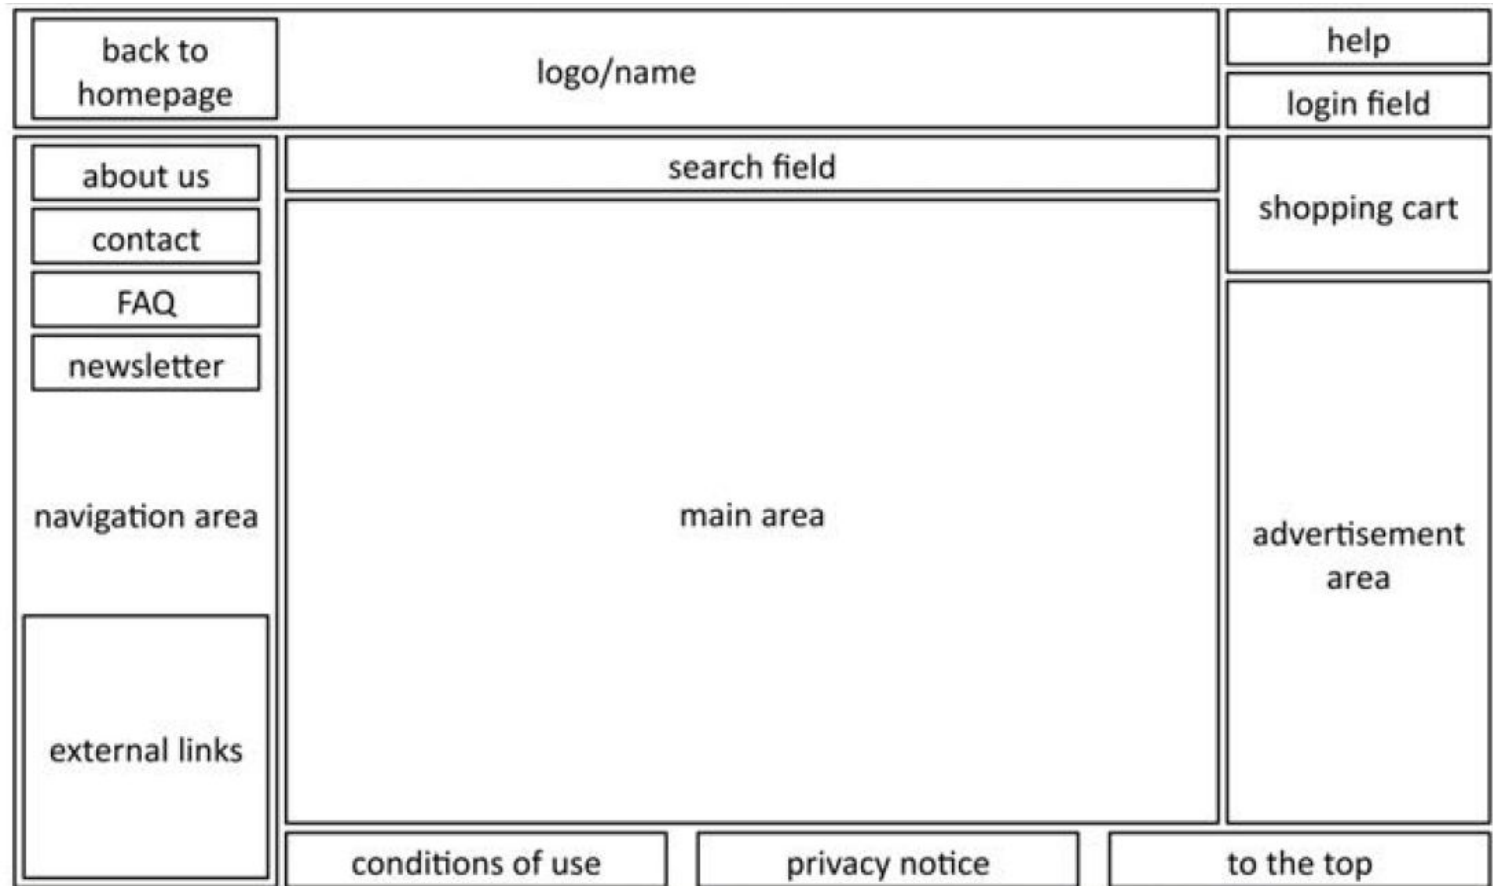 back to
homepage
logo/name
help
login field
about us
contact
FAQ
newsletter
navigation area
external links
search field
main area
shopping cart
advertisement
area
conditions of use
privacy notice
to the top